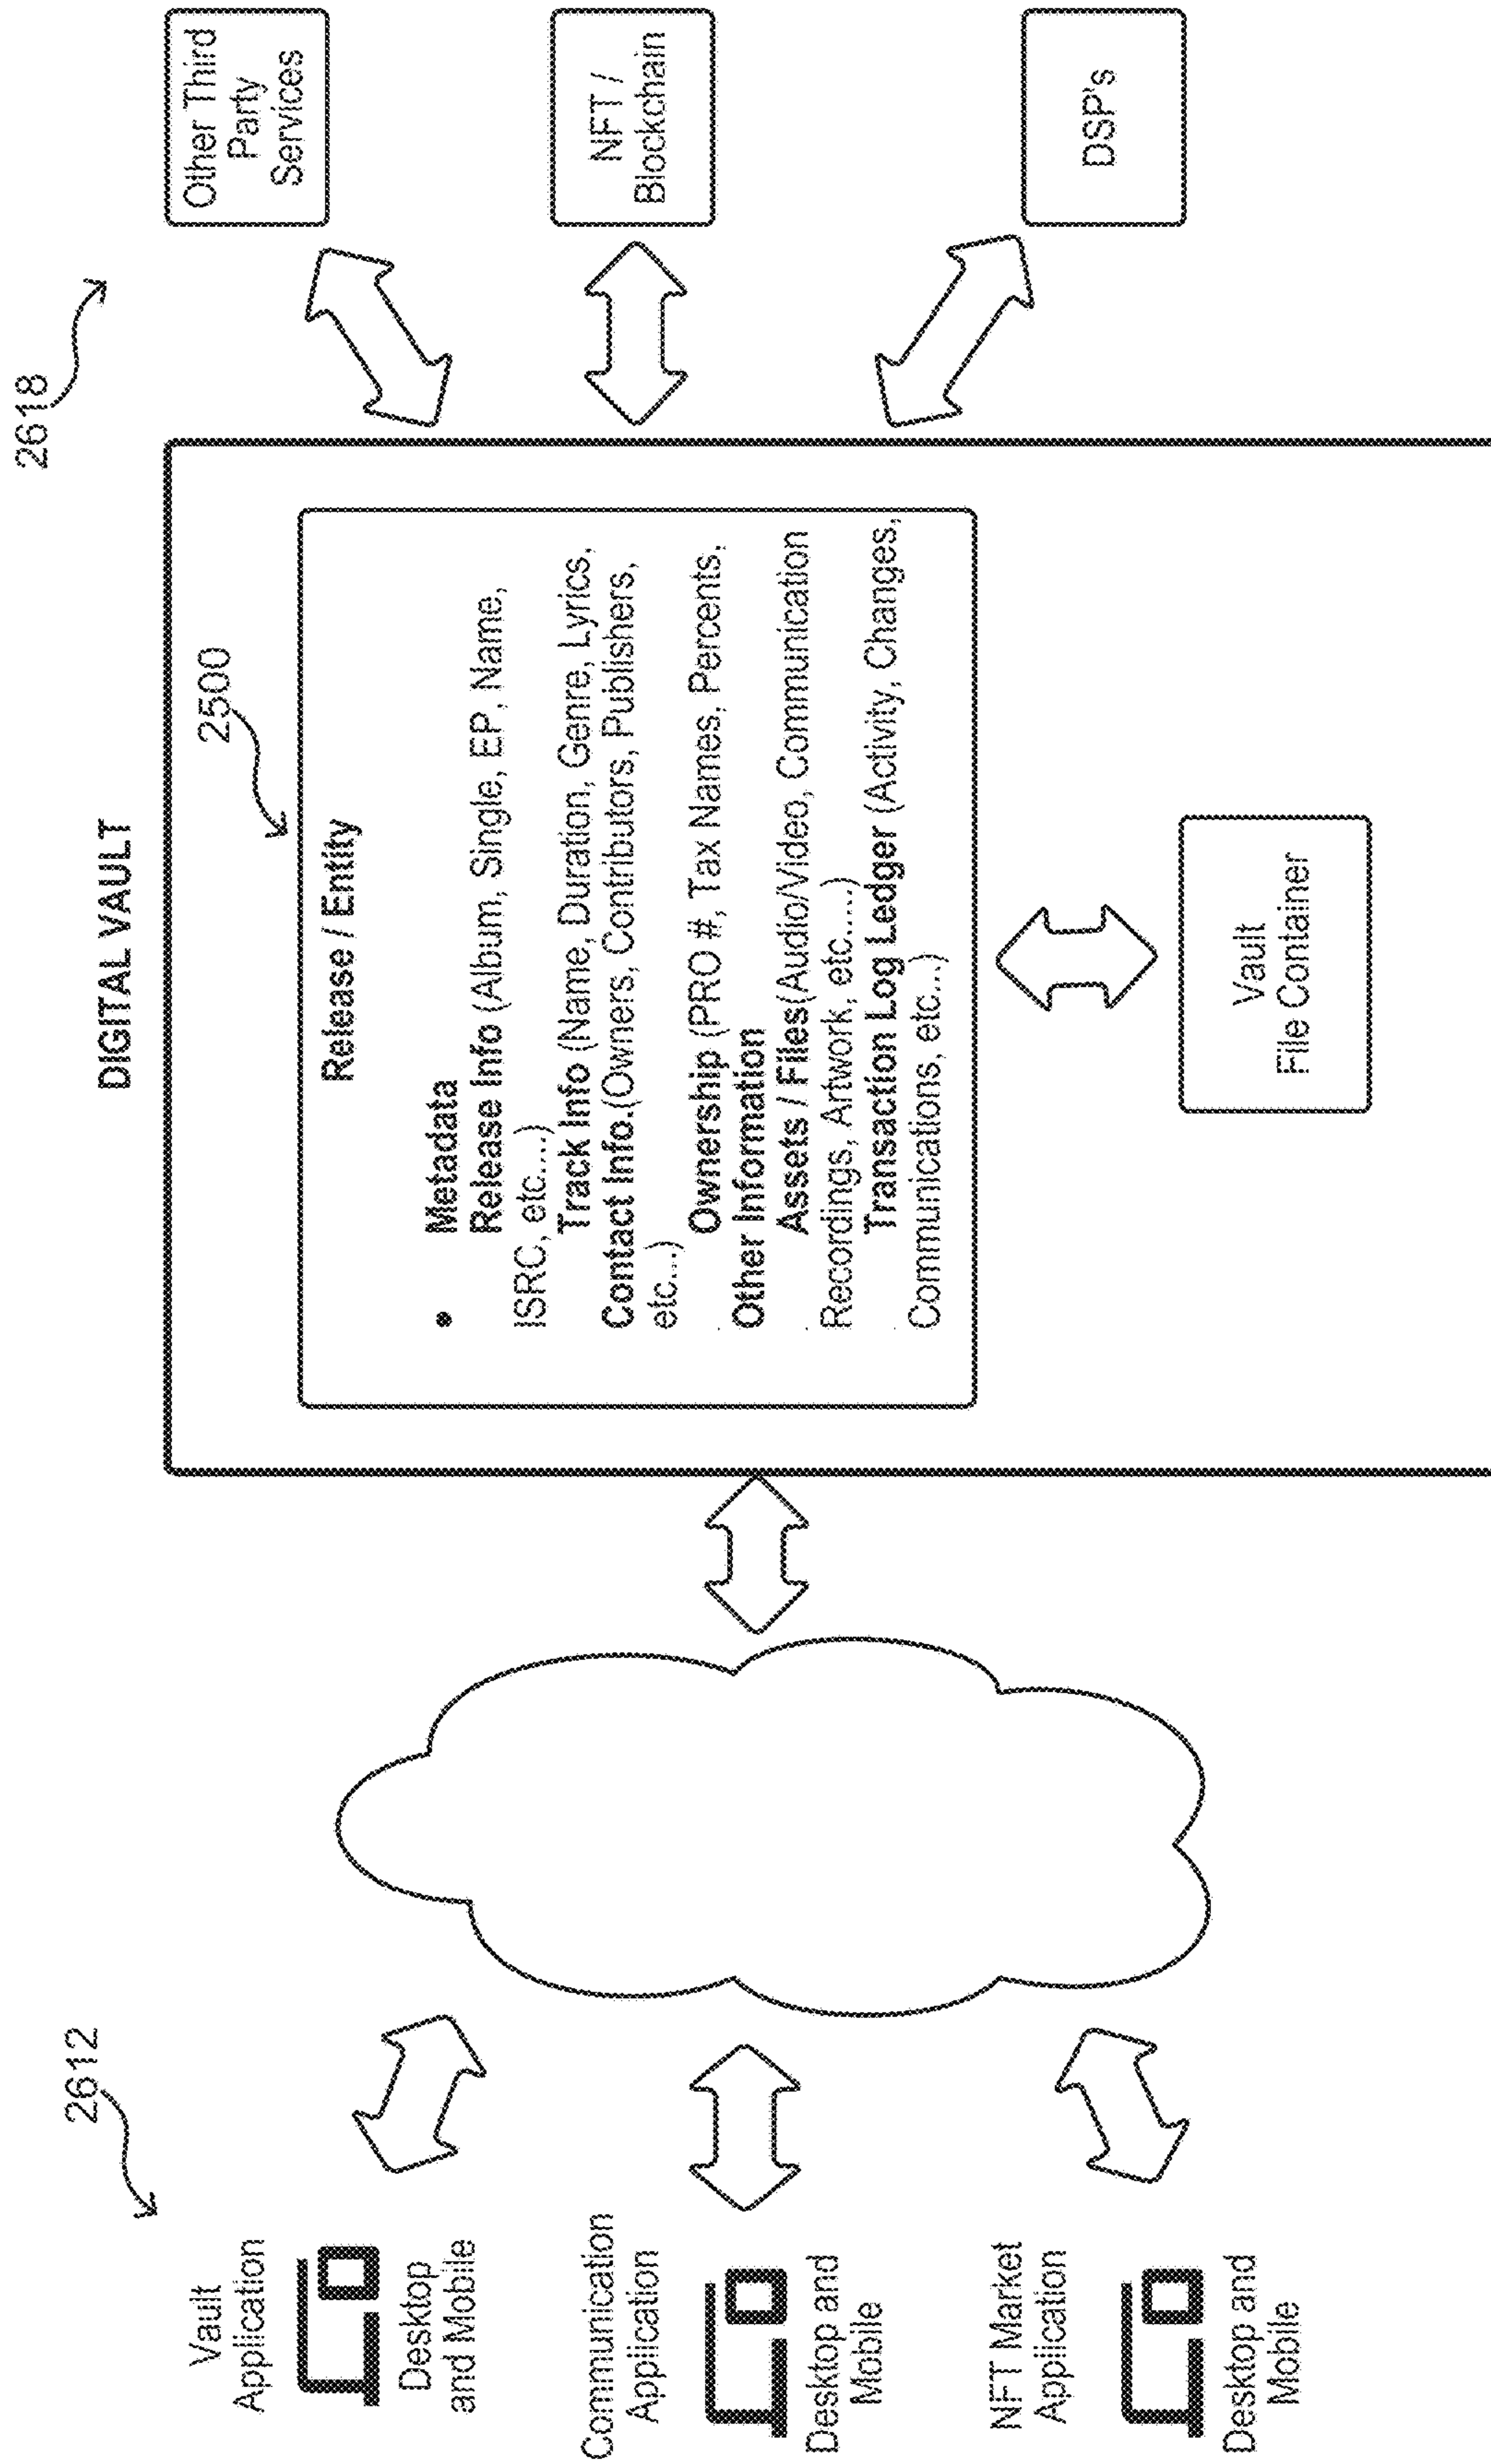 2612
2618
DIGITAL VAULT
2500
Vault
Application
Desktop
and Mobile
Communication
Application
Desktop and
Mobile
NFT Market
Application
Desktop and
Mobile
Release / Entity
• Metadata
Release Info (Album, Single, EP, Name,
ISRC, etc....)
Track Info (Name, Duration, Genre, Lyrics,
Contact Info.(Owners, Contributors, Publishers,
etc...)
Ownership (PRO #, Tax Names, Percents,
Other Information
Assets / Files(Audio/Video, Communication
Recordings, Artwork, etc.....)
Transaction Log Ledger (Activity, Changes,
Communications, etc...)
Vault
File Container
Other Third
Party
Services
NFT /
Blockchain
DSP's